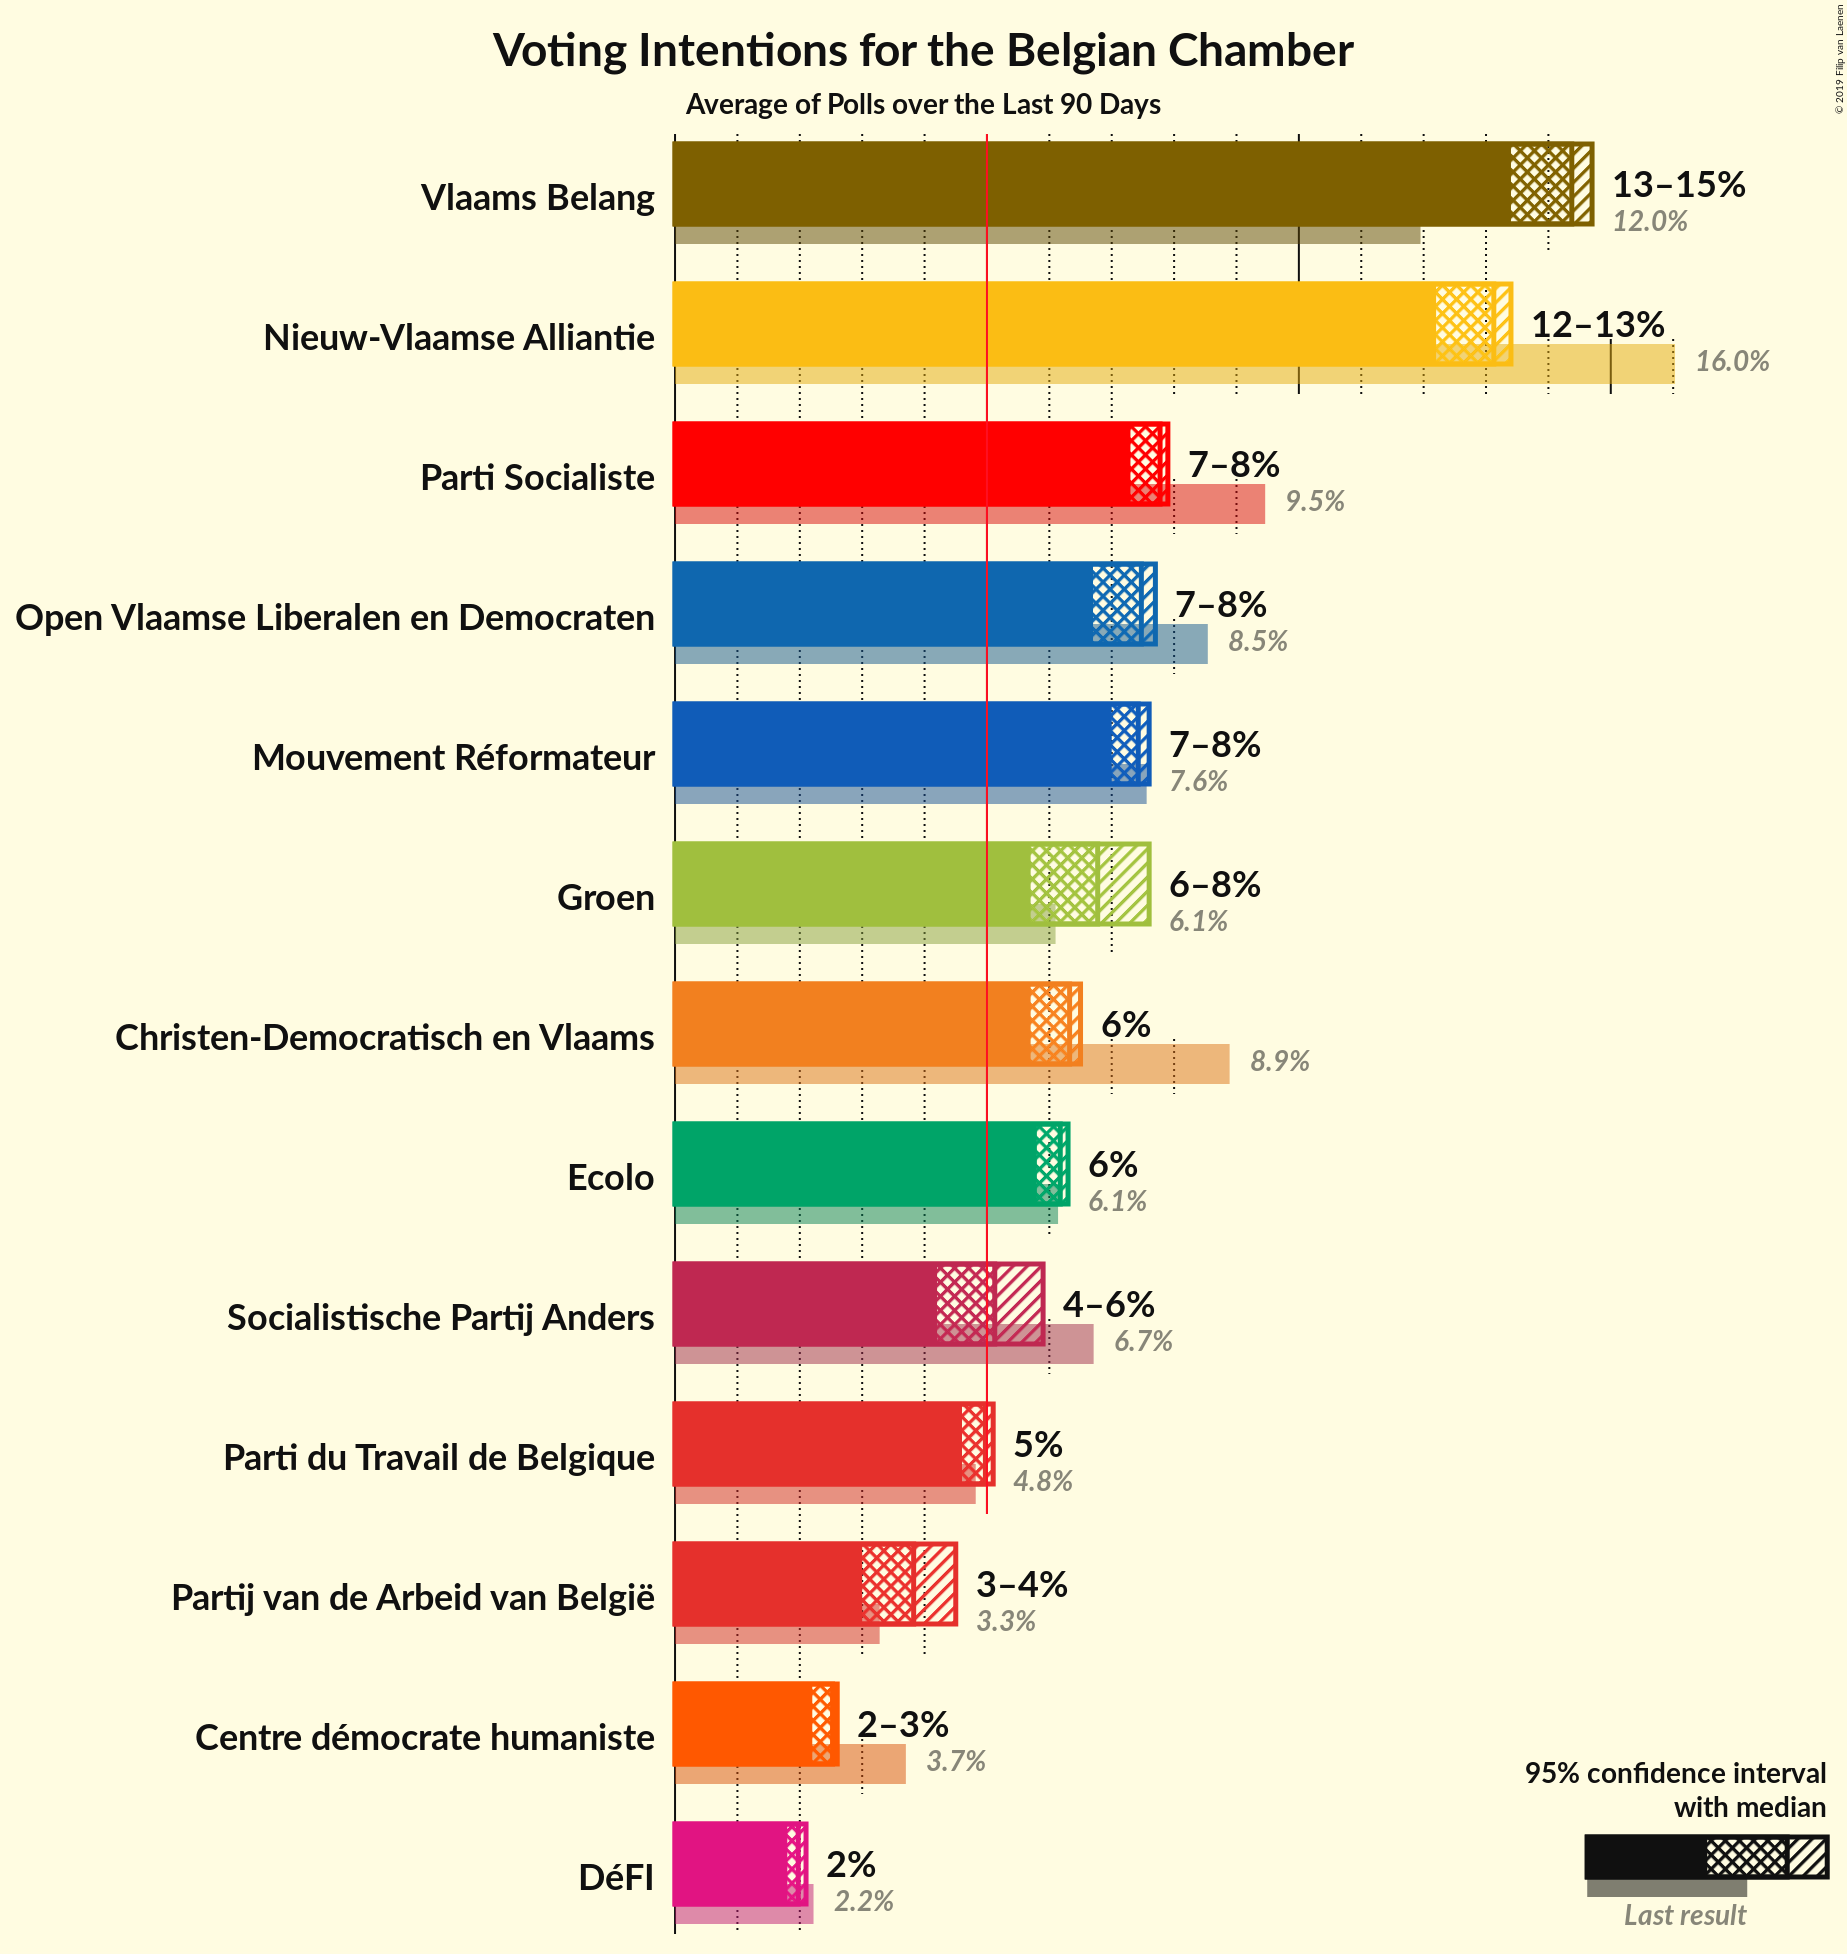 Voting Intentions for the Belgian Chamber
Average of Polls over the Last 90 Days
© 2019 Filip van Laenen
Vlaams Belang
13–15%
12.0%
Nieuw-Vlaamse Alliantie
12–13%
16.0%
Parti Socialiste
7–8%
9.5%
Open Vlaamse Liberalen en Democraten
7–8%
8.5%
Mouvement Réformateur
7–8%
7.6%
Groen
6–8%
6.1%
Christen-Democratisch en Vlaams
6%
8.9%
Ecolo
6%
6.1%
Socialistische Partij Anders
4–6%
6.7%
Parti du Travail de Belgique
5%
4.8%
Partij van de Arbeid van België
3–4%
3.3%
Centre démocrate humaniste
2–3%
3.7%
DéFI
2%
2.2%
95% confidence interval
with median
Last result